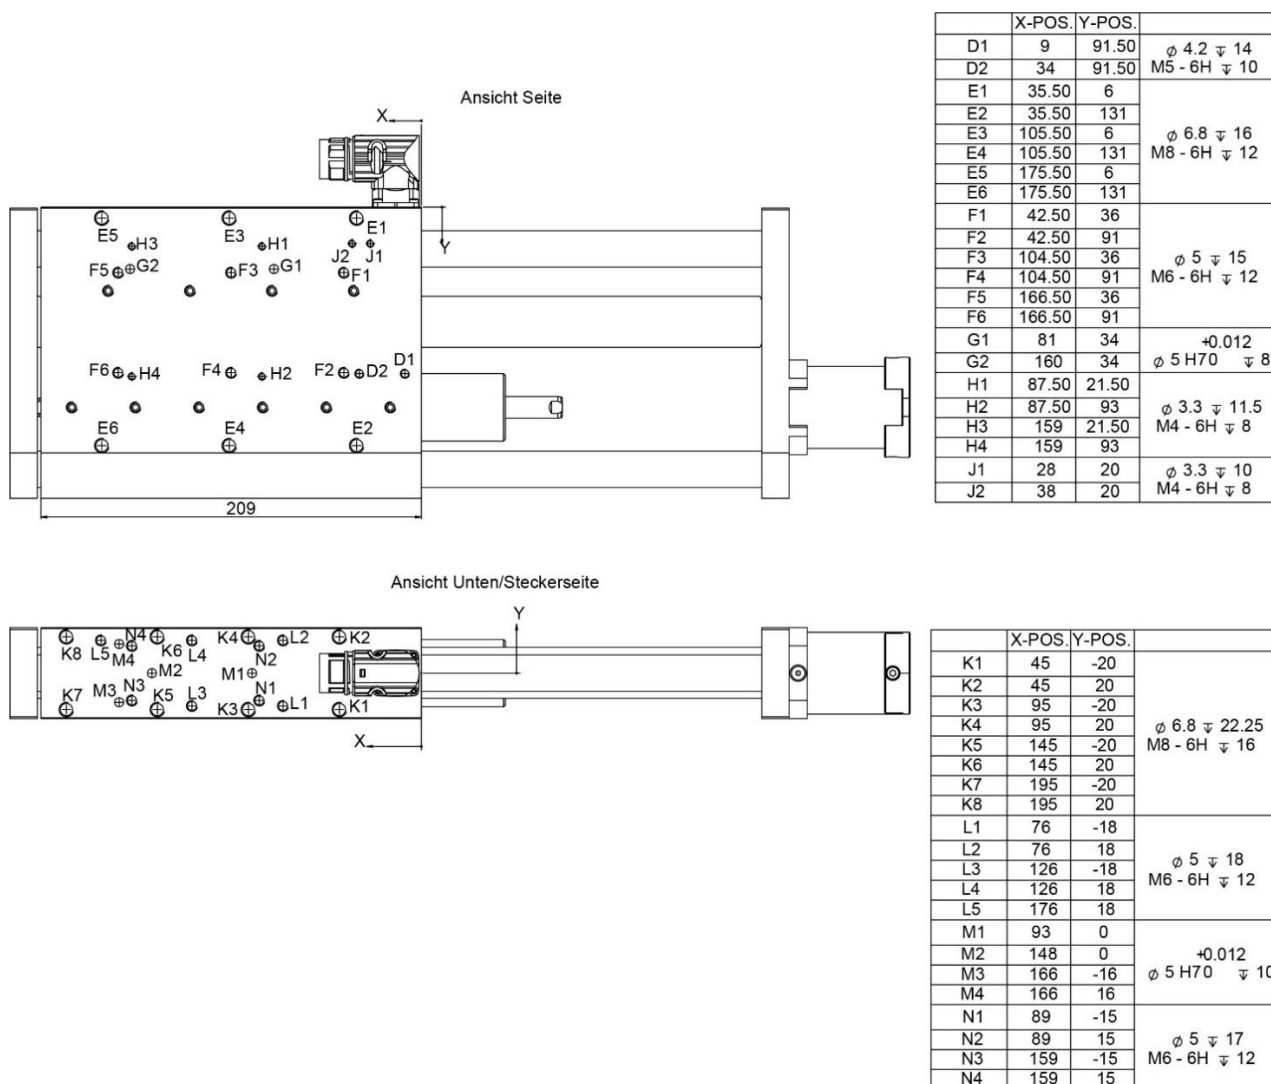 X-POS. Y-POS.
D1 9 91.50
D2 34 91.50
⌀ 4.2 ↧ 14
M5 - 6H ↧ 10
E1 35.50 6
E2 35.50 131
E3 105.50 6
E4 105.50 131
E5 175.50 6
E6 175.50 131
⌀ 6.8 ↧ 16
M8 - 6H ↧ 12
F1 42.50 36
F2 42.50 91
F3 104.50 36
F4 104.50 91
F5 166.50 36
F6 166.50 91
⌀ 5 ↧ 15
M6 - 6H ↧ 12
G1 81 34
G2 160 34
+0.012
⌀ 5 H7 0 ↧ 8
H1 87.50 21.50
H2 87.50 93
H3 159 21.50
H4 159 93
⌀ 3.3 ↧ 11.5
M4 - 6H ↧ 8
J1 28 20
J2 38 20
⌀ 3.3 ↧ 10
M4 - 6H ↧ 8
Ansicht Seite
X
Y
E5 E3 E1
H3 H1 J2 J1
F5 G2 F3 G1 F1
F6 H4 F4 H2 F2 D2 D1
E6 E4 E2
209
Ansicht Unten/Steckerseite
Y
K8 L5 M4 N4 K6 L4 K4 N2 L2 K2
M2 M1
K7 M3 N3 K5 L3 K3 N1 L1 K1
X
X-POS. Y-POS.
K1 45 -20
K2 45 20
K3 95 -20
K4 95 20
K5 145 -20
K6 145 20
K7 195 -20
K8 195 20
⌀ 6.8 ↧ 22.25
M8 - 6H ↧ 16
L1 76 -18
L2 76 18
L3 126 -18
L4 126 18
L5 176 18
⌀ 5 ↧ 18
M6 - 6H ↧ 12
M1 93 0
M2 148 0
M3 166 -16
M4 166 16
+0.012
⌀ 5 H7 0 ↧ 10
N1 89 -15
N2 89 15
N3 159 -15
N4 159 15
⌀ 5 ↧ 17
M6 - 6H ↧ 12